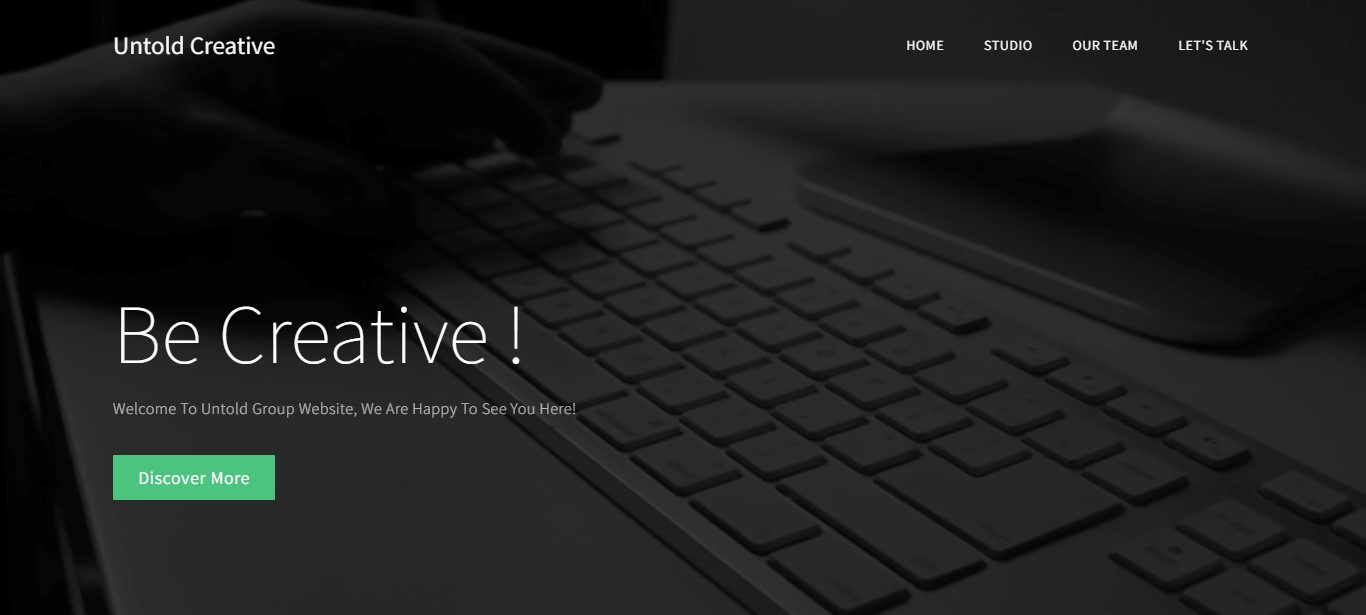 Untold Creative
HOME
STUDIO
OUR TEAM
LET'S TALK
Be Creative !
Welcome To Untold Group Website, We Are Happy To See You Here!
Discover More